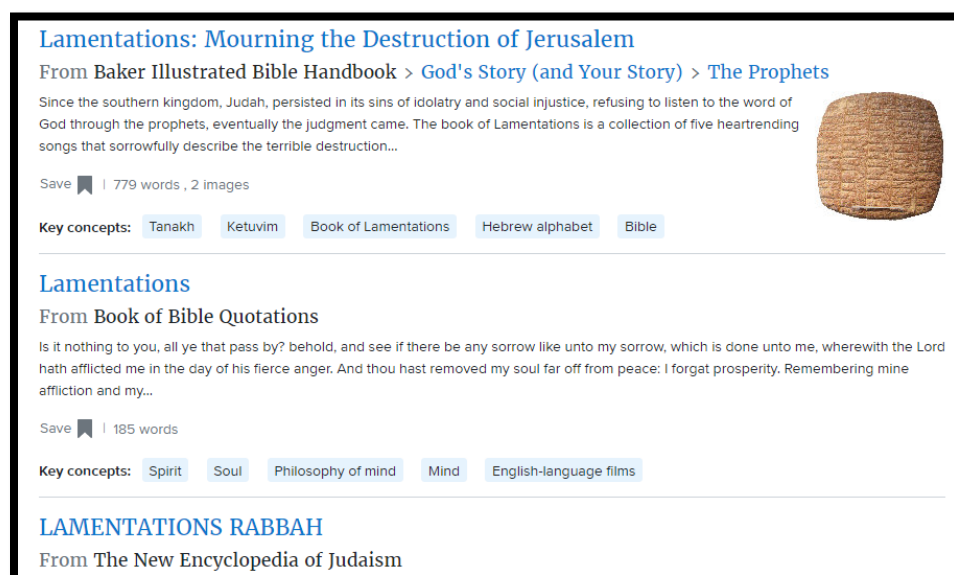 Lamentations: Mourning the Destruction of Jerusalem
From Baker Illustrated Bible Handbook > God's Story (and Your Story) > The Prophets
Since the southern kingdom, Judah, persisted in its sins of idolatry and social injustice, refusing to listen to the word of
God through the prophets, eventually the judgment came. The book of Lamentations is a collection of five heartrending
songs that sorrowfully describe the terrible destruction...
Save | 779 words , 2 images
Key concepts: Tanakh Ketuvim Book of Lamentations Hebrew alphabet Bible
Lamentations
From Book of Bible Quotations
Is it nothing to you, all ye that pass by? behold, and see if there be any sorrow like unto my sorrow, which is done unto me, wherewith the Lord
hath afflicted me in the day of his fierce anger. And thou hast removed my soul far off from peace: I forgat prosperity. Remembering mine
affliction and my...
Save | 185 words
Key concepts: Spirit Soul Philosophy of mind Mind English-language films
LAMENTATIONS RABBAH
From The New Encyclopedia of Judaism